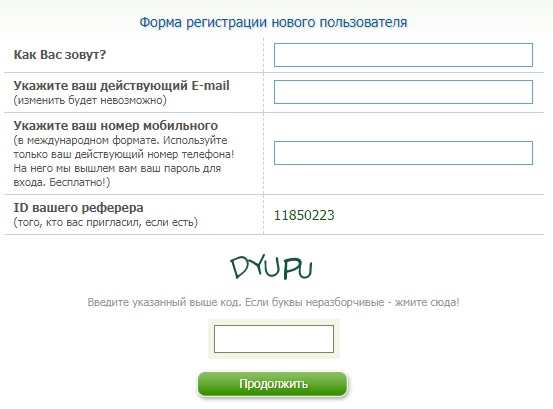 Форма регистрации нового пользователя
Как Вас зовут?
Укажите ваш действующий E-mail
(изменить будет невозможно)
Укажите ваш номер мобильного
(в международном формате. Используйте
только ваш действующий номер телефона!
На него мы вышлем вам ваш пароль для
входа. Бесплатно!)
ID вашего реферера
(того, кто вас пригласил, если есть)
11850223
DYUPU
Введите указанный выше код. Если буквы неразборчивые - жмите сюда!
Продолжить